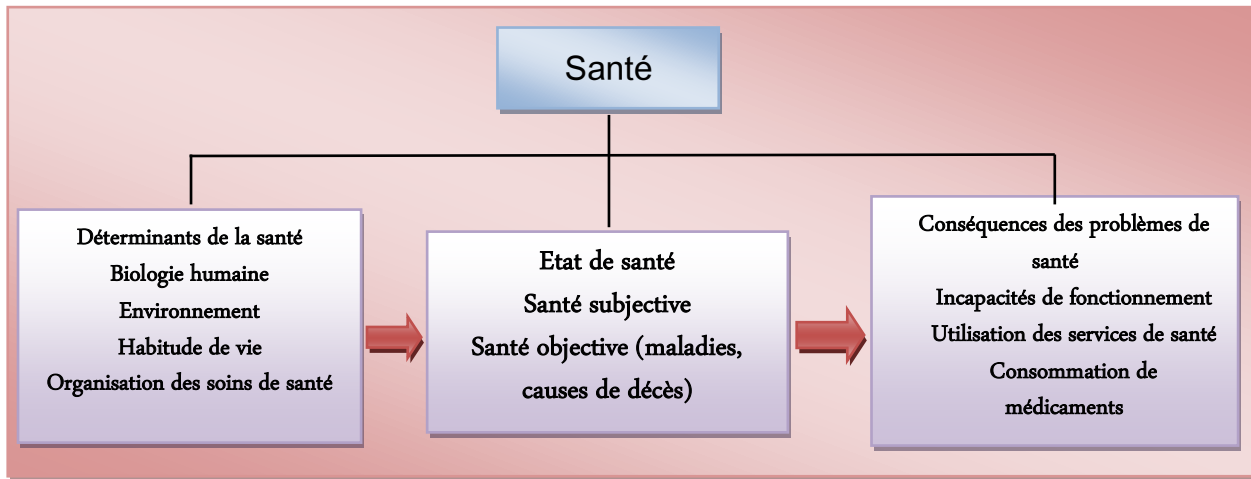 Santé
Déterminants de la santé
Biologie humaine
Environnement
Habitude de vie
Organisation des soins de santé
Etat de santé
Santé subjective
Santé objective (maladies,
causes de décès)
Conséquences des problèmes de
santé
Incapacités de fonctionnement
Utilisation des services de santé
Consommation de
médicaments